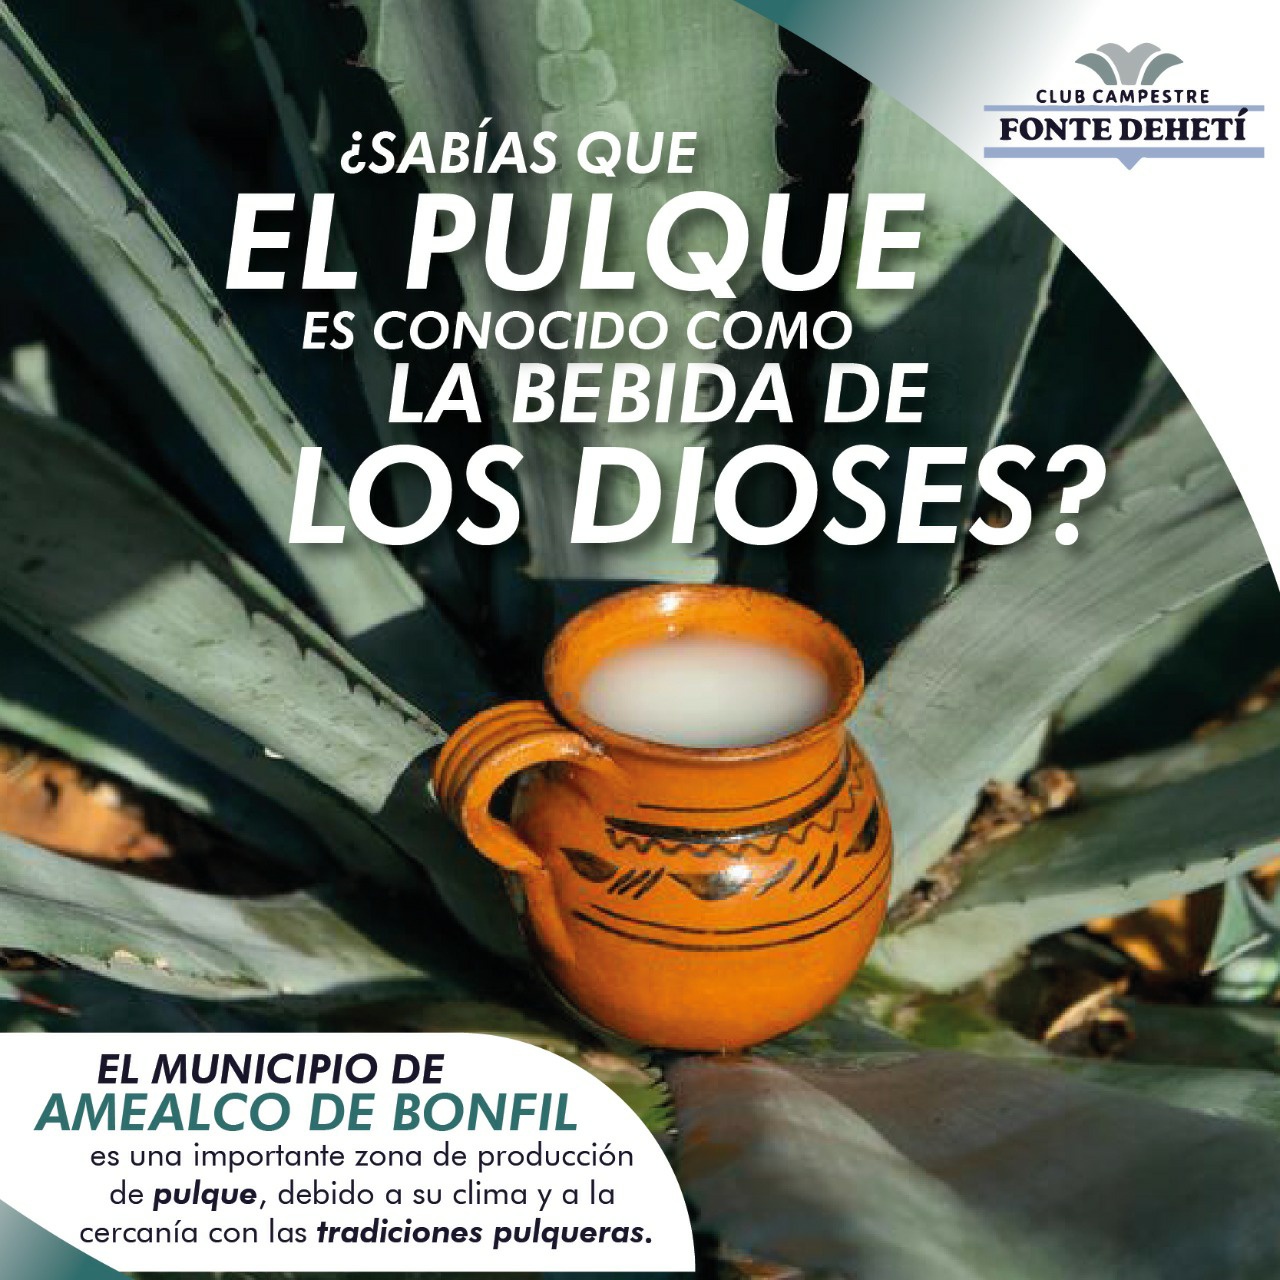 CLUB CAMPESTRE
FONTE DEHETÍ
¿SABÍAS QUE
EL PULQUE
ES CONOCIDO COMO
LA BEBIDA DE
LOS DIOSES?
EL MUNICIPIO DE
AMEALCO DE BONFIL
es una importante zona de producción
de pulque, debido a su clima y a la
cercanía con las tradiciones pulqueras.